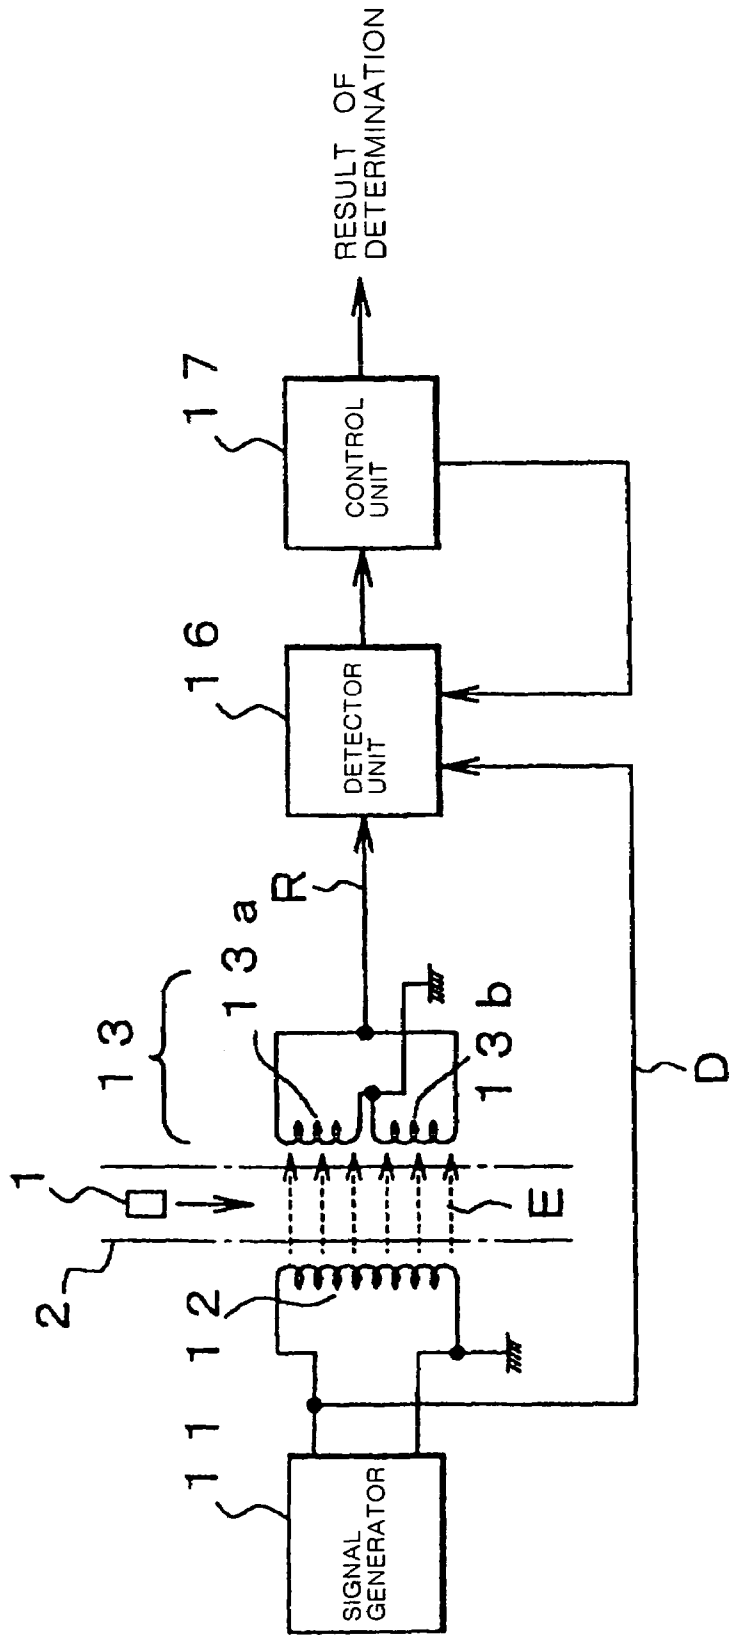 13
1
2
13a
R
16
17
11
12
E
13b
D
SIGNAL
GENERATOR
DETECTOR
UNIT
CONTROL
UNIT
RESULT OF
DETERMINATION